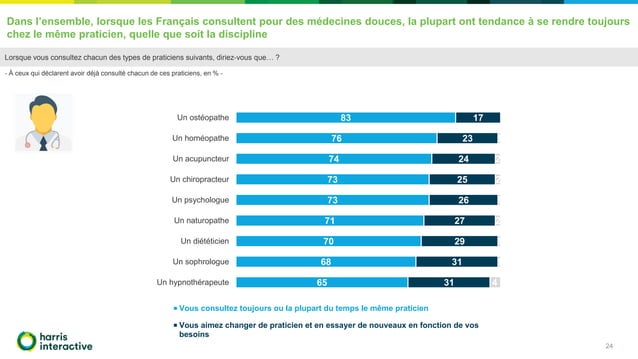 Dans l'ensemble, lorsque les Français consultent pour des médecines douces, la plupart ont tendance à se rendre toujours
chez le même praticien, quelle que soit la discipline
Lorsque vous consultez chacun des types de praticiens suivants, diriez-vous que… ?
- À ceux qui déclarent avoir déjà consulté chacun de ces praticiens, en % -
Un ostéopathe 83 17
Un homéopathe 76 23
Un acupuncteur 74 24 2
Un chiropracteur 73 25 2
Un psychologue 73 26
Un naturopathe 71 27 2
Un diététicien 70 29
Un sophrologue 68 31
Un hypnothérapeute 65 31 4
Vous consultez toujours ou la plupart du temps le même praticien
Vous aimez changer de praticien et en essayer de nouveaux en fonction de vos
besoins
harris
interactive
24